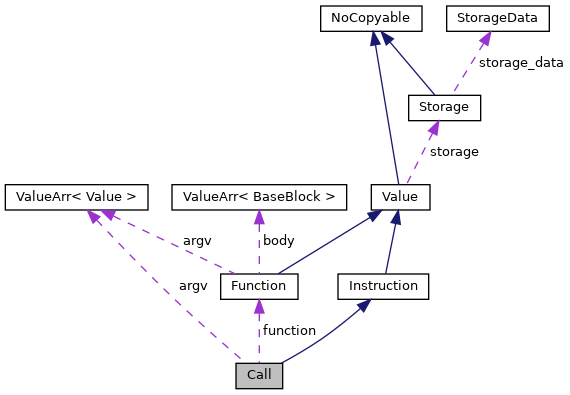 NoCopyable
StorageData
storage_data
Storage
storage
ValueArr< Value >
ValueArr< BaseBlock >
Value
argv
body
argv
Function
Instruction
function
Call